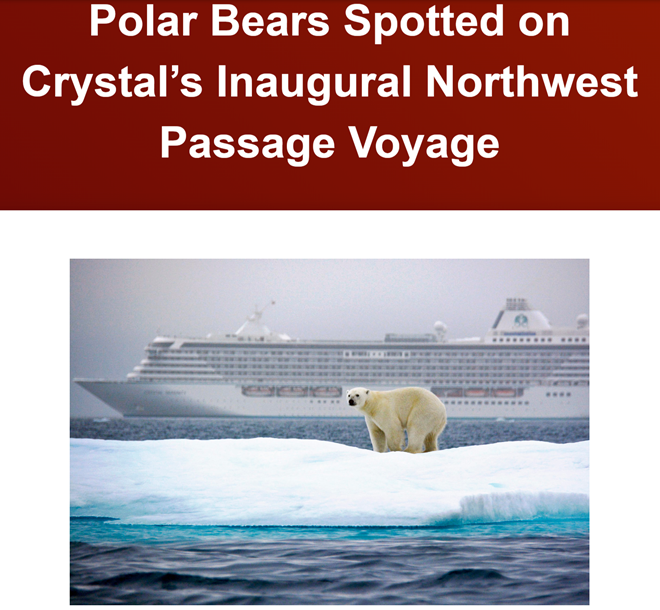 Polar Bears Spotted on
Crystal’s Inaugural Northwest
Passage Voyage